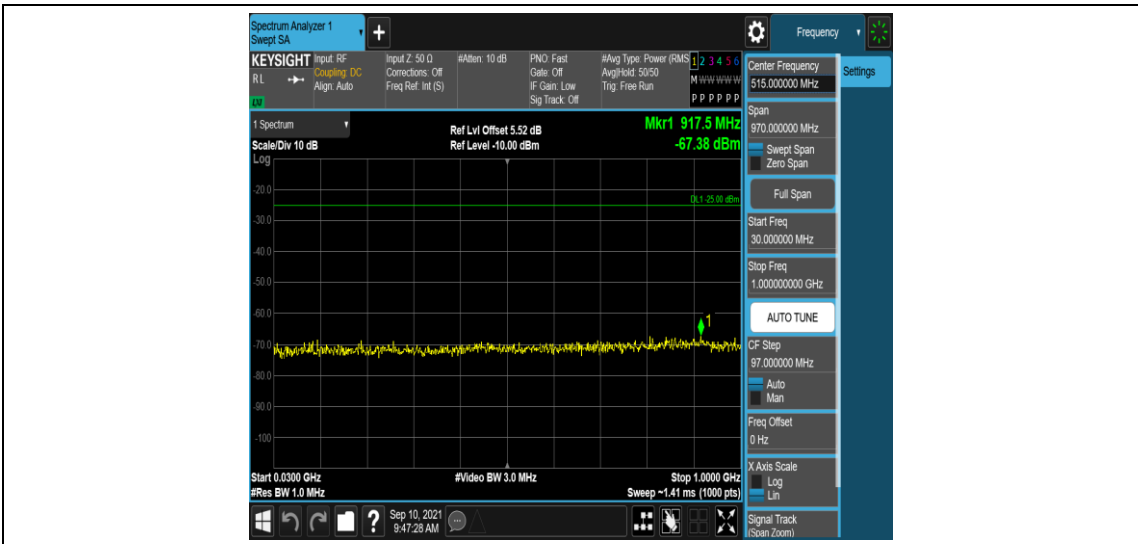 Spectrum Analyzer 1
Swept SA
Frequency
KEYSIGHT
RL
LM
Input: RF
Coupling: DC
Align: Auto
Input Z: 50 Ω
Corrections: Off
Freq Ref: Int (S)
#Atten: 10 dB
PNO: Fast
Gate: Off
IF Gain: Low
Sig Track: Off
#Avg Type: Power (RMS
Avg|Hold: 50/50
Trig: Free Run
1 2 3 4 5 6
M W W W W W
P P P P P P
1 Spectrum
Scale/Div 10 dB
Log
Ref Lvl Offset 5.52 dB
Ref Level -10.00 dBm
Mkr1 917.5 MHz
-67.38 dBm
DL1 -25.00 dBm
-20.0
-30.0
-40.0
-50.0
-60.0
-70.0
-80.0
-90.0
-100
1
Start 0.0300 GHz
#Res BW 1.0 MHz
#Video BW 3.0 MHz
Stop 1.0000 GHz
Sweep ~1.41 ms (1000 pts)
Center Frequency
515.000000 MHz
Span
970.000000 MHz
Swept Span
Zero Span
Full Span
Start Freq
30.000000 MHz
Stop Freq
1.000000000 GHz
AUTO TUNE
CF Step
97.000000 MHz
Auto
Man
Freq Offset
0 Hz
X Axis Scale
Log
Lin
Signal Track
(Span Zoom)
Settings
Sep 10, 2021
9:47:28 AM